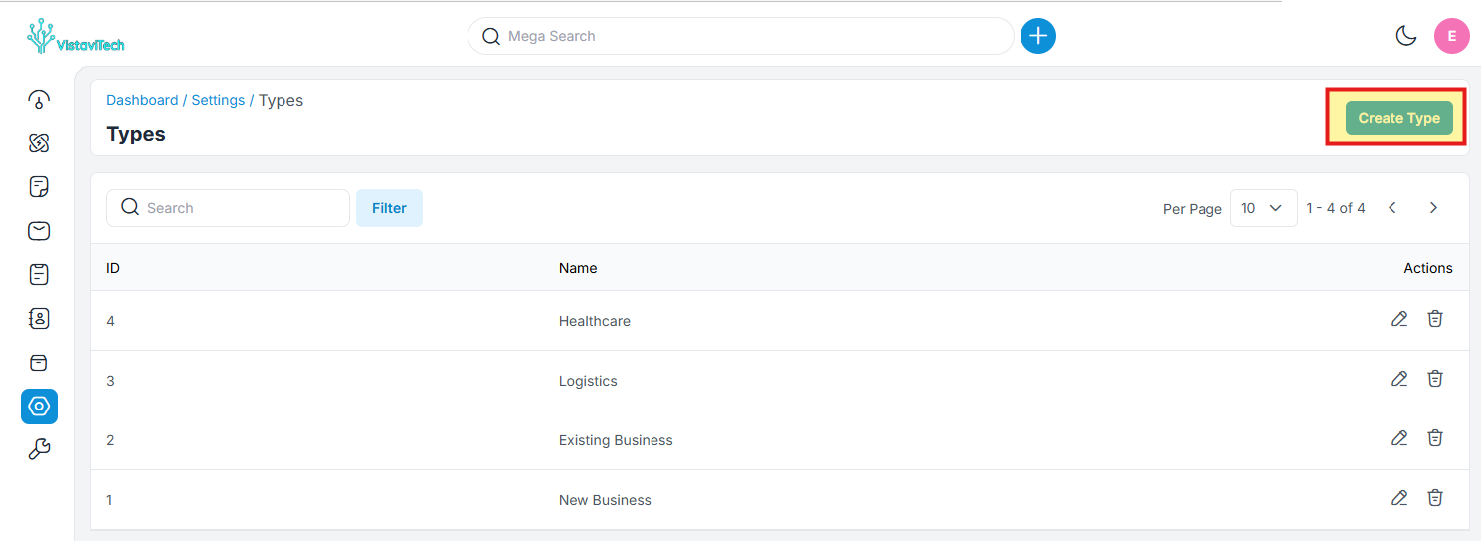 VistaviTech
Mega Search
E
Dashboard / Settings / Types
Types
Create Type
Search
Filter
Per Page 10 1 - 4 of 4
ID Name Actions
4 Healthcare
3 Logistics
2 Existing Business
1 New Business